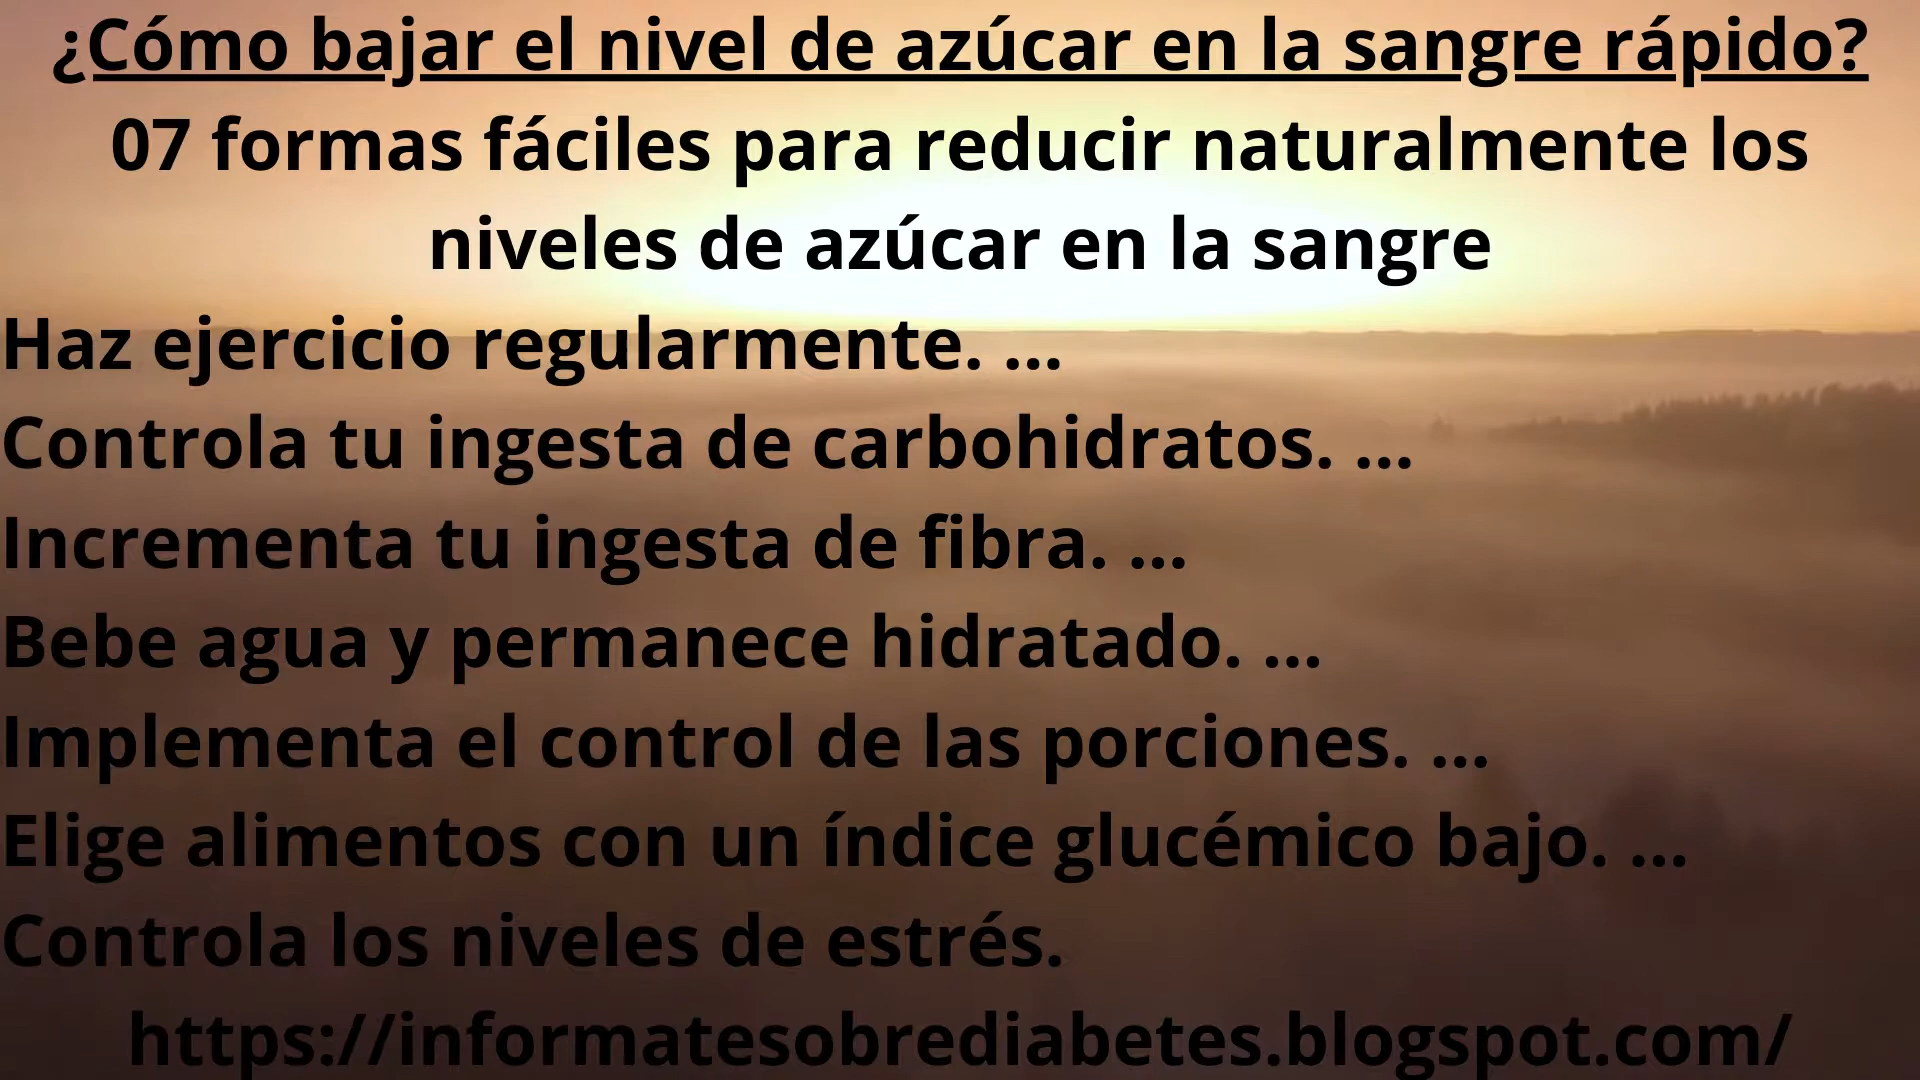 ¿Cómo bajar el nivel de azúcar en la sangre rápido?
07 formas fáciles para reducir naturalmente los
niveles de azúcar en la sangre
Haz ejercicio regularmente. ...
Controla tu ingesta de carbohidratos. ...
Incrementa tu ingesta de fibra. ...
Bebe agua y permanece hidratado. ...
Implementa el control de las porciones. ...
Elige alimentos con un índice glucémico bajo. ...
Controla los niveles de estrés.
https://informatesobrediabetes.blogspot.com/